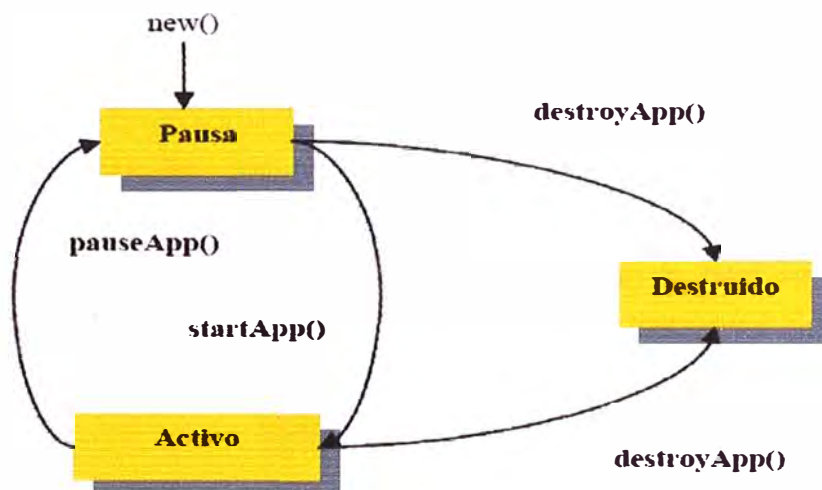 new()
Pausa
destroyApp()
pauseApp()
Destruido
startApp()
Activo
destroyApp()